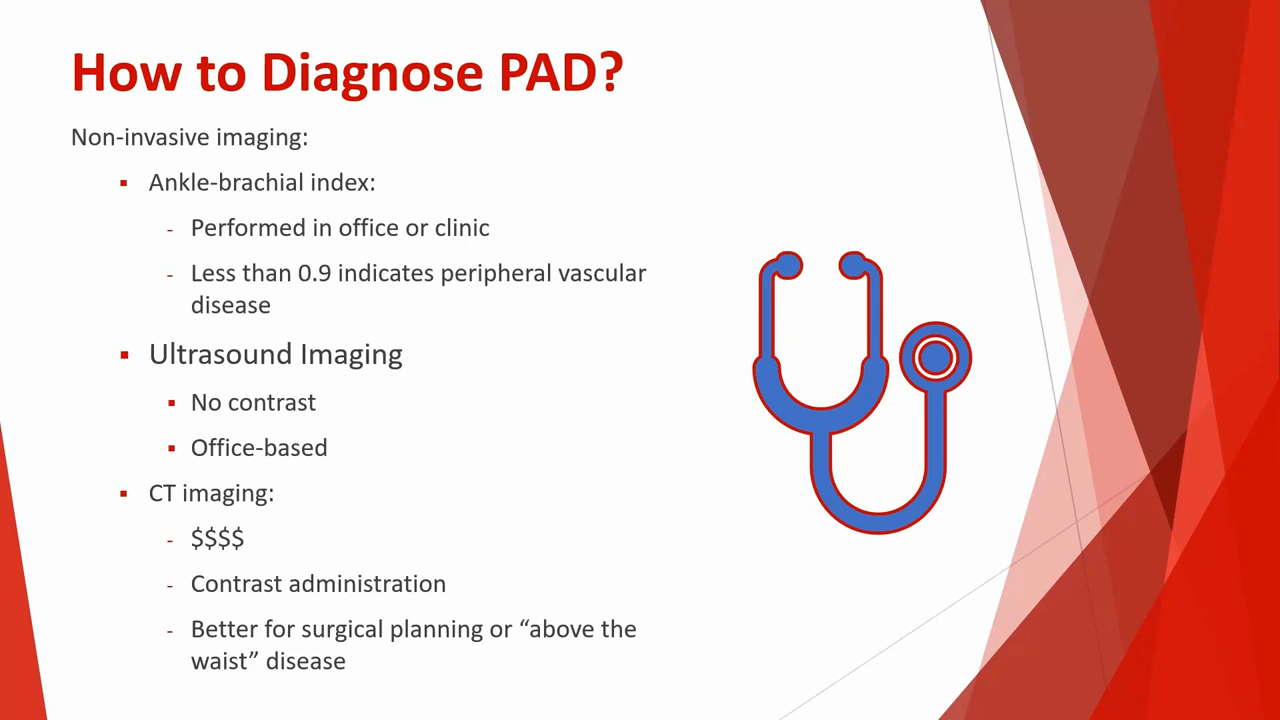 How to Diagnose PAD?
Non-invasive imaging:
▪ Ankle-brachial index:
- Performed in office or clinic
- Less than 0.9 indicates peripheral vascular
disease
▪ Ultrasound Imaging
▪ No contrast
▪ Office-based
▪ CT imaging:
- $$$$
- Contrast administration
- Better for surgical planning or “above the
waist” disease